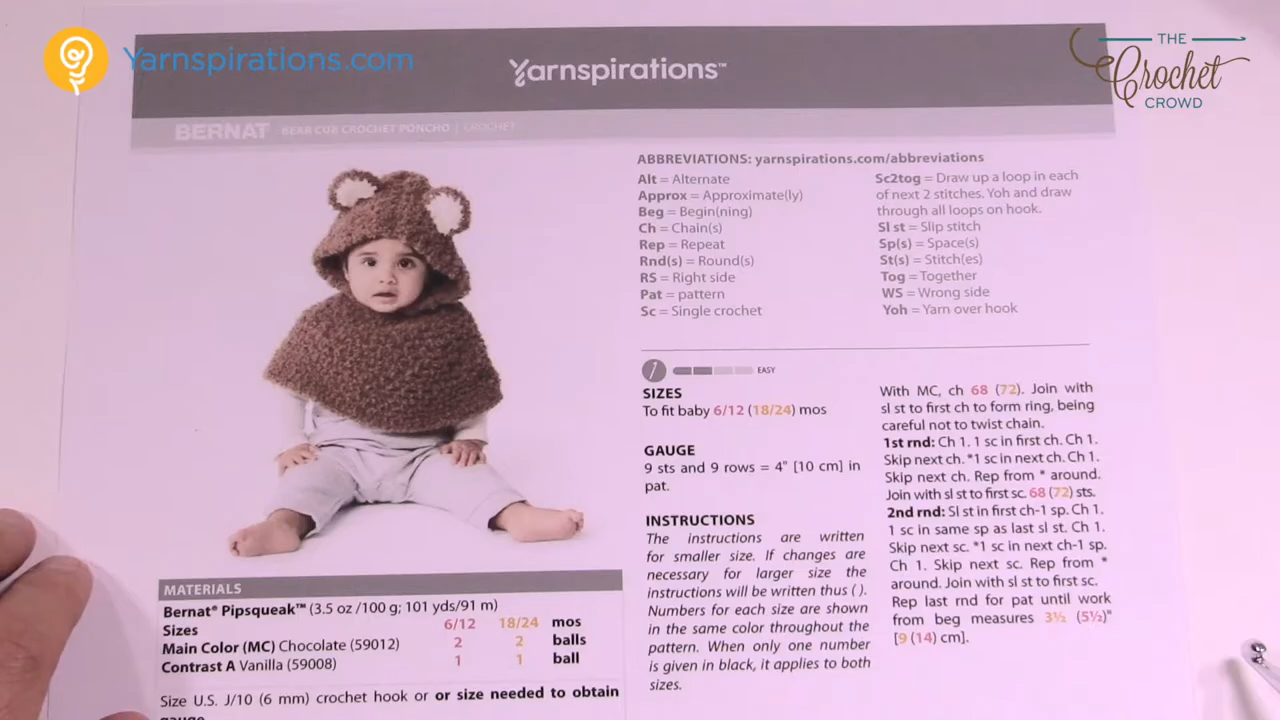 Yarnspirations.com
Yarnspirations™
THE
Crochet
CROWD
BERNAT BEAR CUB CROCHET PONCHO | CROCHET
ABBREVIATIONS: yarnspirations.com/abbreviations
Alt = Alternate
Approx = Approximate(ly)
Beg = Begin(ning)
Ch = Chain(s)
Rep = Repeat
Rnd(s) = Round(s)
RS = Right side
Pat = pattern
Sc = Single crochet
Sc2tog = Draw up a loop in each
of next 2 stitches. Yoh and draw
through all loops on hook.
Sl st = Slip stitch
Sp(s) = Space(s)
St(s) = Stitch(es)
Tog = Together
WS = Wrong side
Yoh = Yarn over hook
EASY
SIZES
To fit baby 6/12 (18/24) mos
GAUGE
9 sts and 9 rows = 4" [10 cm] in
pat.
INSTRUCTIONS
The instructions are written
for smaller size. If changes are
necessary for larger size the
instructions will be written thus ( ).
Numbers for each size are shown
in the same color throughout the
pattern. When only one number
is given in black, it applies to both
sizes.
With MC, ch 68 (72). Join with
sl st to first ch to form ring, being
careful not to twist chain.
1st rnd: Ch 1. 1 sc in first ch. Ch 1.
Skip next ch. *1 sc in next ch. Ch 1.
Skip next ch. Rep from * around.
Join with sl st to first sc. 68 (72) sts.
2nd rnd: Sl st in first ch-1 sp. Ch 1.
1 sc in same sp as last sl st. Ch 1.
Skip next sc. *1 sc in next ch-1 sp.
Ch 1. Skip next sc. Rep from *
around. Join with sl st to first sc.
Rep last rnd for pat until work
from beg measures 3½ (5½)"
[9 (14) cm].
MATERIALS
Bernat® Pipsqueak™ (3.5 oz /100 g; 101 yds/91 m)
Sizes 6/12 18/24 mos
Main Color (MC) Chocolate (59012) 2 2 balls
Contrast A Vanilla (59008) 1 1 ball
Size U.S. J/10 (6 mm) crochet hook or or size needed to obtain
gauge